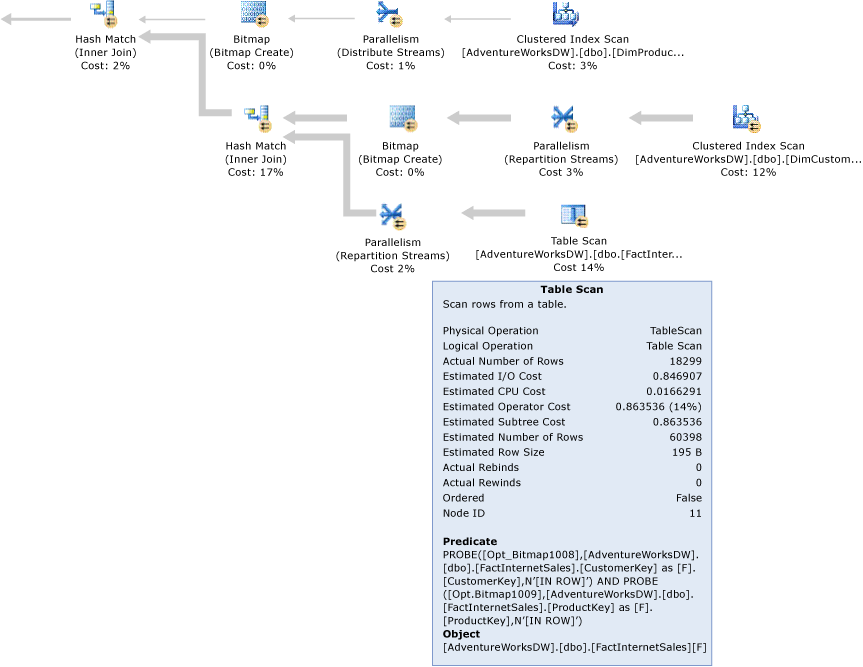 Hash Match
(Inner Join)
Cost: 2%
Bitmap
(Bitmap Create)
Cost: 0%
Parallelism
(Distribute Streams)
Cost: 1%
Clustered Index Scan
[AdventureWorksDW].[dbo].[DimProduc...
Cost: 3%
Hash Match
(Inner Join)
Cost: 17%
Bitmap
(Bitmap Create)
Cost: 0%
Parallelism
(Repartition Streams)
Cost 3%
Clustered Index Scan
[AdventureWorksDW].[dbo].[DimCustom...
Cost: 12%
Parallelism
(Repartition Streams)
Cost 2%
Table Scan
[AdventureWorksDW].[dbo.[FactInter...
Cost 14%
Table Scan
Scan rows from a table.
Physical Operation TableScan
Logical Operation Table Scan
Actual Number of Rows 18299
Estimated I/O Cost 0.846907
Estimated CPU Cost 0.0166291
Estimated Operator Cost 0.863536 (14%)
Estimated Subtree Cost 0.863536
Estimated Number of Rows 60398
Estimated Row Size 195 B
Actual Rebinds 0
Actual Rewinds 0
Ordered False
Node ID 11
Predicate
PROBE([Opt_Bitmap1008],[AdventureWorksDW].
[dbo].[FactInternetSales].[CustomerKey] as [F].
[CustomerKey],N'[IN ROW]') AND PROBE
([Opt.Bitmap1009],[AdventureWorksDW].[dbo].
[FactInternetSales].[ProductKey] as [F].
[ProductKey],N'[IN ROW]')
Object
[AdventureWorksDW].[dbo].[FactInternetSales][F]